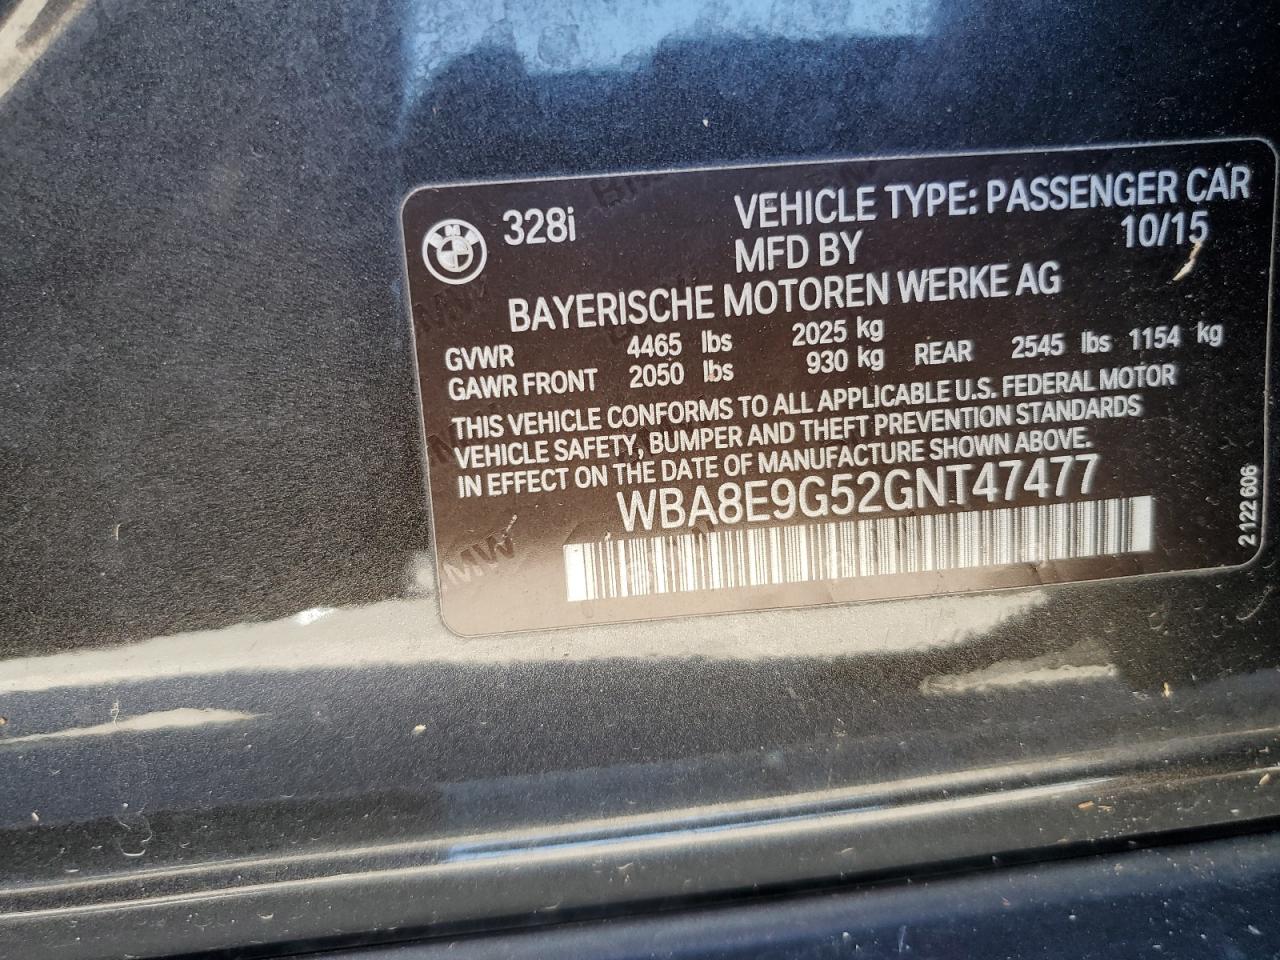 328i VEHICLE TYPE: PASSENGER CAR
MFD BY 10/15
BAYERISCHE MOTOREN WERKE AG
GVWR 4465 lbs 2025 kg
GAWR FRONT 2050 lbs 930 kg REAR 2545 lbs 1154 kg
THIS VEHICLE CONFORMS TO ALL APPLICABLE U.S. FEDERAL MOTOR
VEHICLE SAFETY, BUMPER AND THEFT PREVENTION STANDARDS
IN EFFECT ON THE DATE OF MANUFACTURE SHOWN ABOVE.
WBA8E9G52GNT47477
2 122 606
BMW